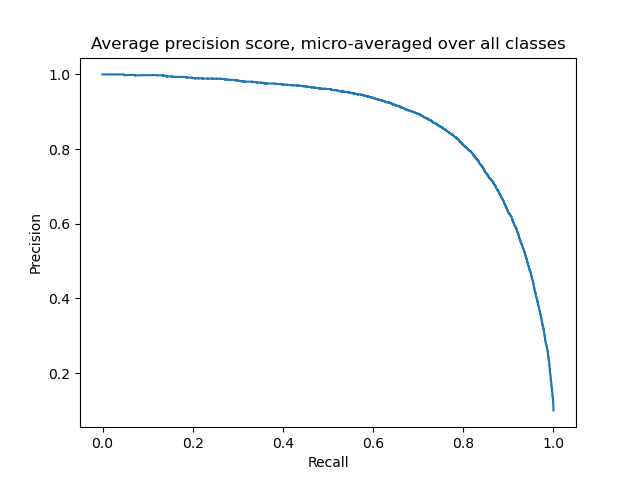 Average precision score, micro-averaged over all classes
1.0
0.8
0.6
0.4
0.2
Precision
0.0 0.2 0.4 0.6 0.8 1.0
Recall